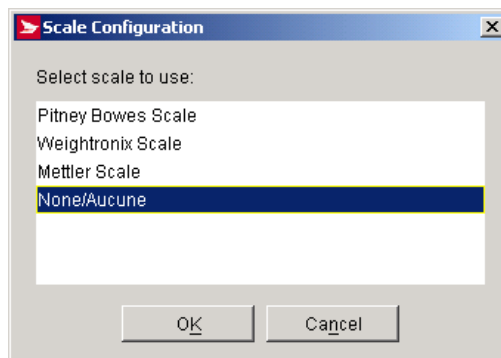 Scale Configuration
Select scale to use:
Pitney Bowes Scale
Weightronix Scale
Mettler Scale
None/Aucune
OK
Cancel